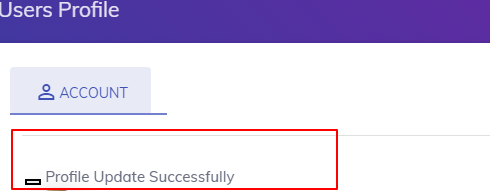 Users Profile
ACCOUNT
Profile Update Successfully